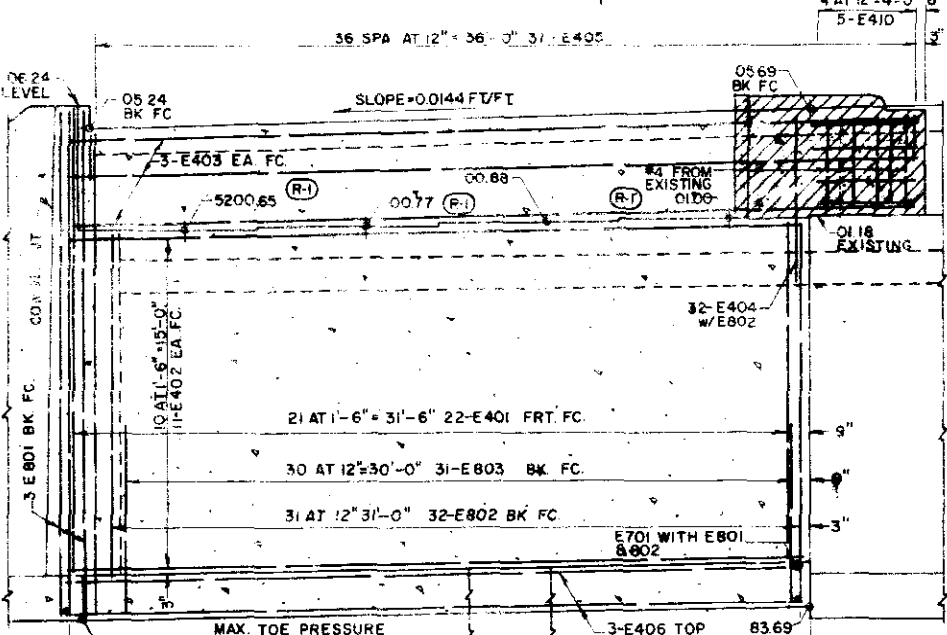 4 AT 12"=4'-0"
5-E410
36 SPA AT 12" = 36'-0" 37-E405
3"
06.24
LEVEL
05.24
BK FC
SLOPE=0.0144 FT/FT
05.69
BK FC
3-E403 EA. FC.
#4 FROM
EXISTING
01.00
R-1
5200.65
00.77
R-1
00.88
R-1
01.18
EXISTING
32-E404
W/E802
10 AT 1'-6" = 15'-0"
11-E402 EA. FC.
3 E801 BK FC.
21 AT 1'-6" = 31'-6" 22-E401 FRT. FC.
9"
30 AT 12"=30'-0" 31-E803 BK. FC.
31 AT 12" 31'-0" 32-E802 BK FC
3"
E701 WITH E801
& 802
3"
MAX. TOE PRESSURE
3-E406 TOP
83.69